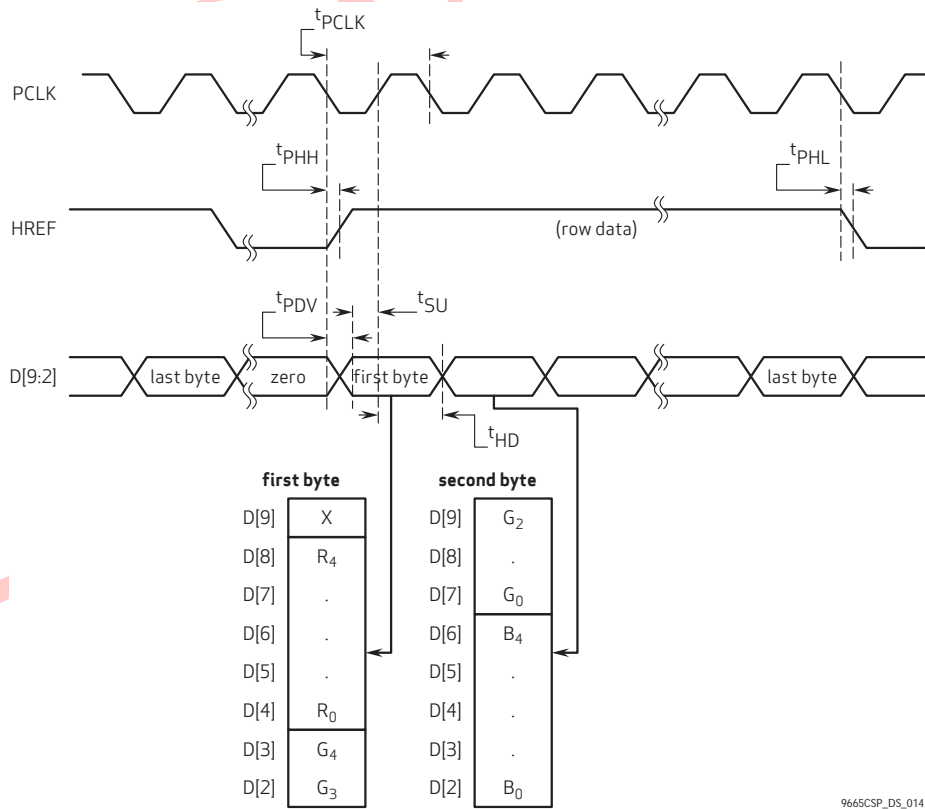 tPCLK
PCLK
tPHH
tPHL
HREF
(row data)
tPDV
tSU
D[9:2]
last byte
zero
first byte
last byte
tHD
first byte
second byte
D[9] X
D[8] R4
D[7] .
D[6] .
D[5] .
D[4] R0
D[3] G4
D[2] G3
D[9] G2
D[8] .
D[7] G0
D[6] B4
D[5] .
D[4] .
D[3] .
D[2] B0
9665CSP_DS_014